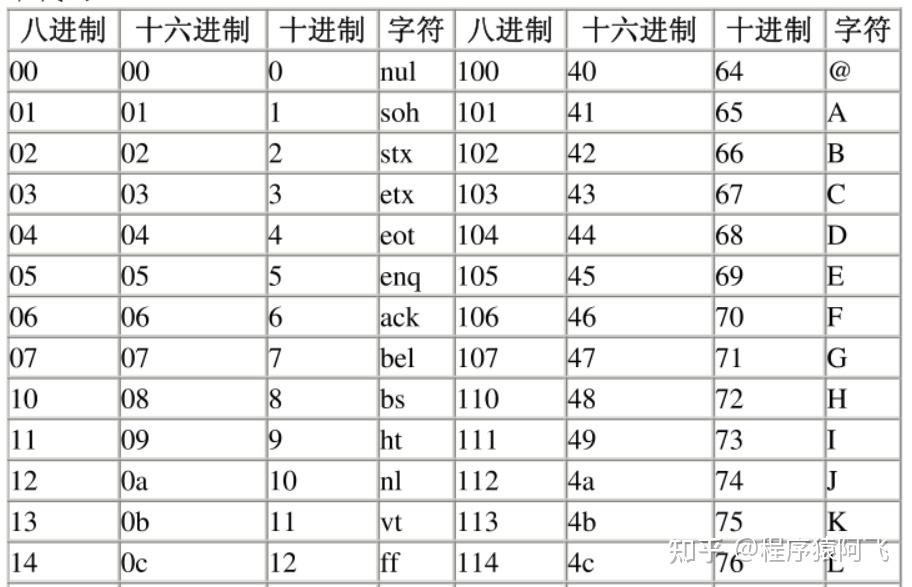 八进制 十六进制 十进制 字符 八进制 十六进制 十进制 字符
00 00 0 nul 100 40 64 @
01 01 1 soh 101 41 65 A
02 02 2 stx 102 42 66 B
03 03 3 etx 103 43 67 C
04 04 4 eot 104 44 68 D
05 05 5 enq 105 45 69 E
06 06 6 ack 106 46 70 F
07 07 7 bel 107 47 71 G
10 08 8 bs 110 48 72 H
11 09 9 ht 111 49 73 I
12 0a 10 nl 112 4a 74 J
13 0b 11 vt 113 4b 75 K
14 0c 12 ff 114 4c 76 L
知乎 @程序猿阿飞